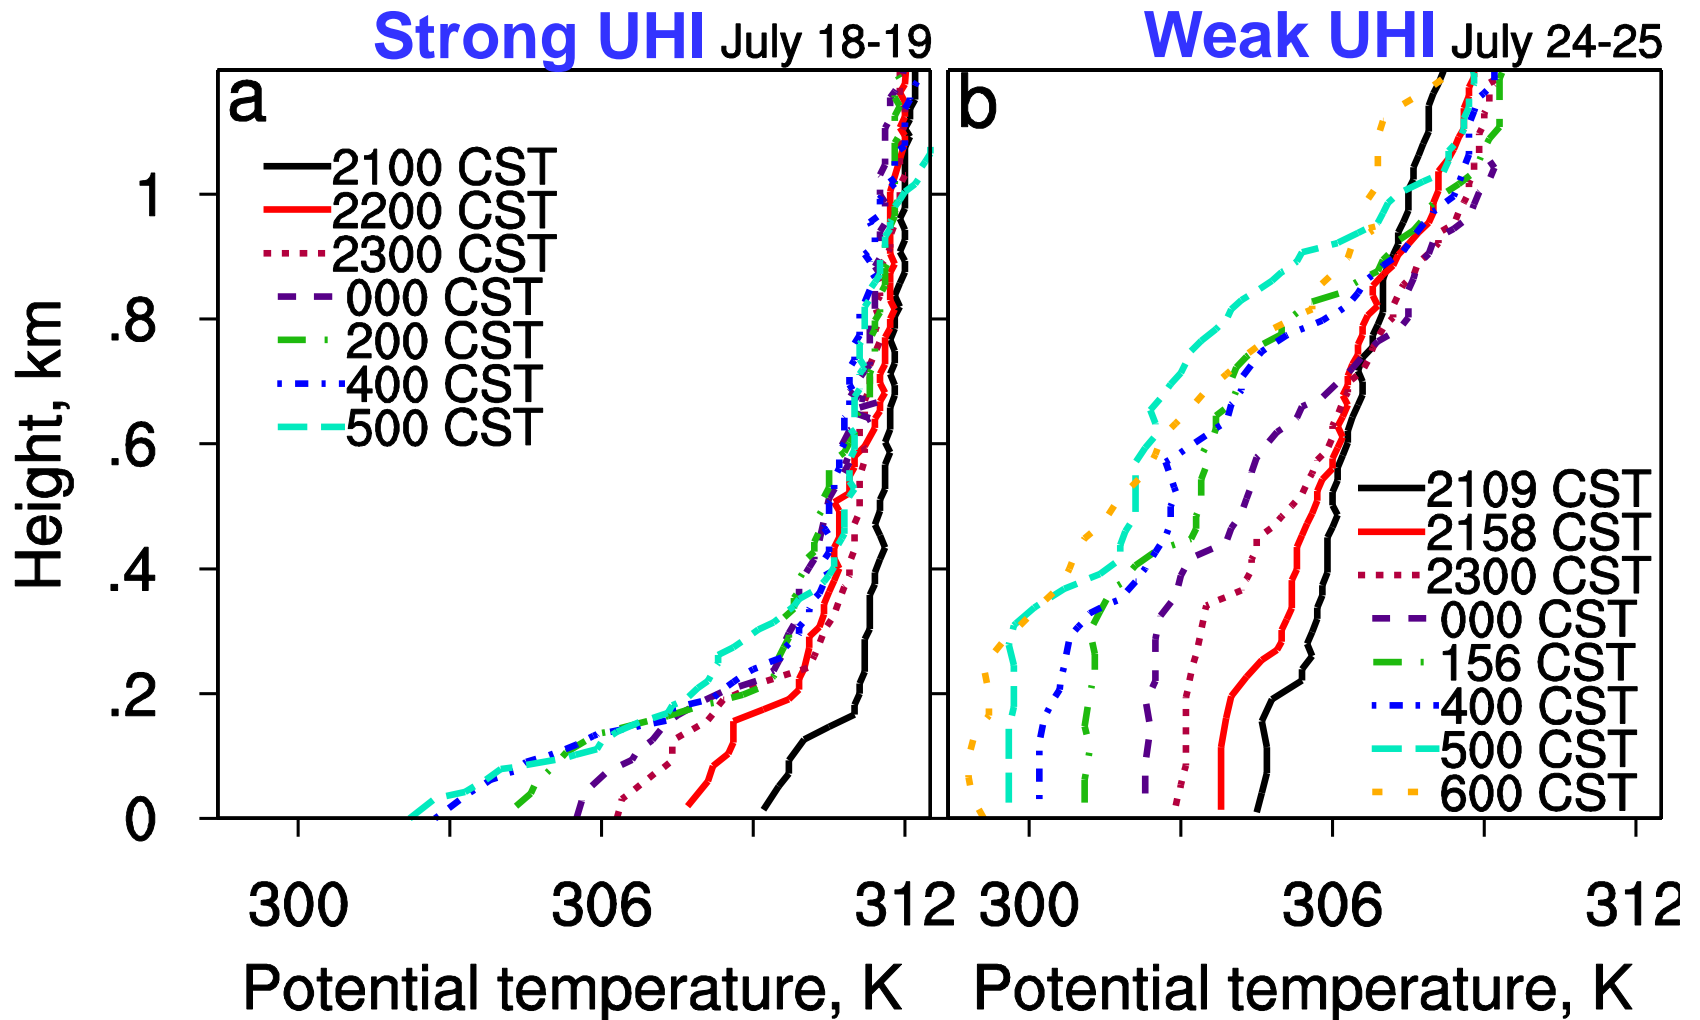 Strong UHI July 18-19
Weak UHI July 24-25
a
2100 CST
2200 CST
2300 CST
000 CST
200 CST
400 CST
500 CST
b
2109 CST
2158 CST
2300 CST
000 CST
156 CST
400 CST
500 CST
600 CST
Height, km
1
.8
.6
.4
.2
0
300 306 312
300 306 312
Potential temperature, K
Potential temperature, K